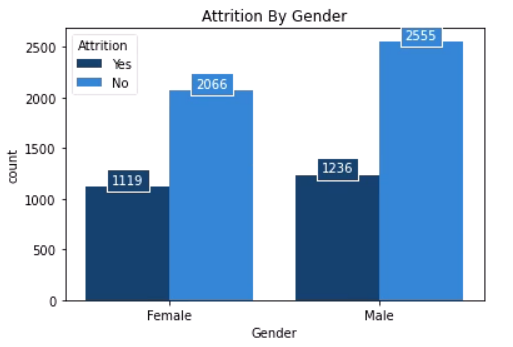 Attrition By Gender
Attrition
Yes
No
2500
2000
1500
1000
500
0
count
1119
2066
1236
2555
Female
Male
Gender